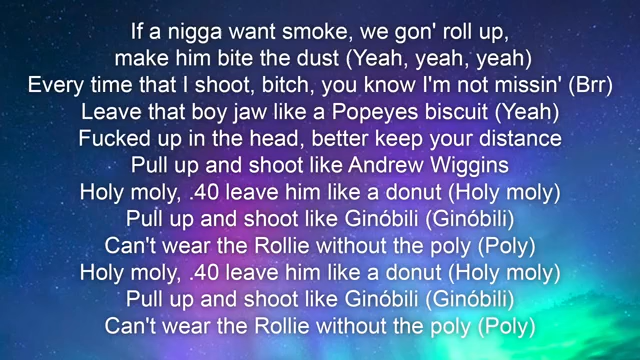 If a nigga want smoke, we gon' roll up,
make him bite the dust (Yeah, yeah, yeah)
Every time that I shoot, bitch, you know I'm not missin' (Brr)
Leave that boy jaw like a Popeyes biscuit (Yeah)
Fucked up in the head, better keep your distance
Pull up and shoot like Andrew Wiggins
Holy moly, .40 leave him like a donut (Holy moly)
Pull up and shoot like Ginóbili (Ginóbili)
Can't wear the Rollie without the poly (Poly)
Holy moly, .40 leave him like a donut (Holy moly)
Pull up and shoot like Ginóbili (Ginóbili)
Can't wear the Rollie without the poly (Poly)